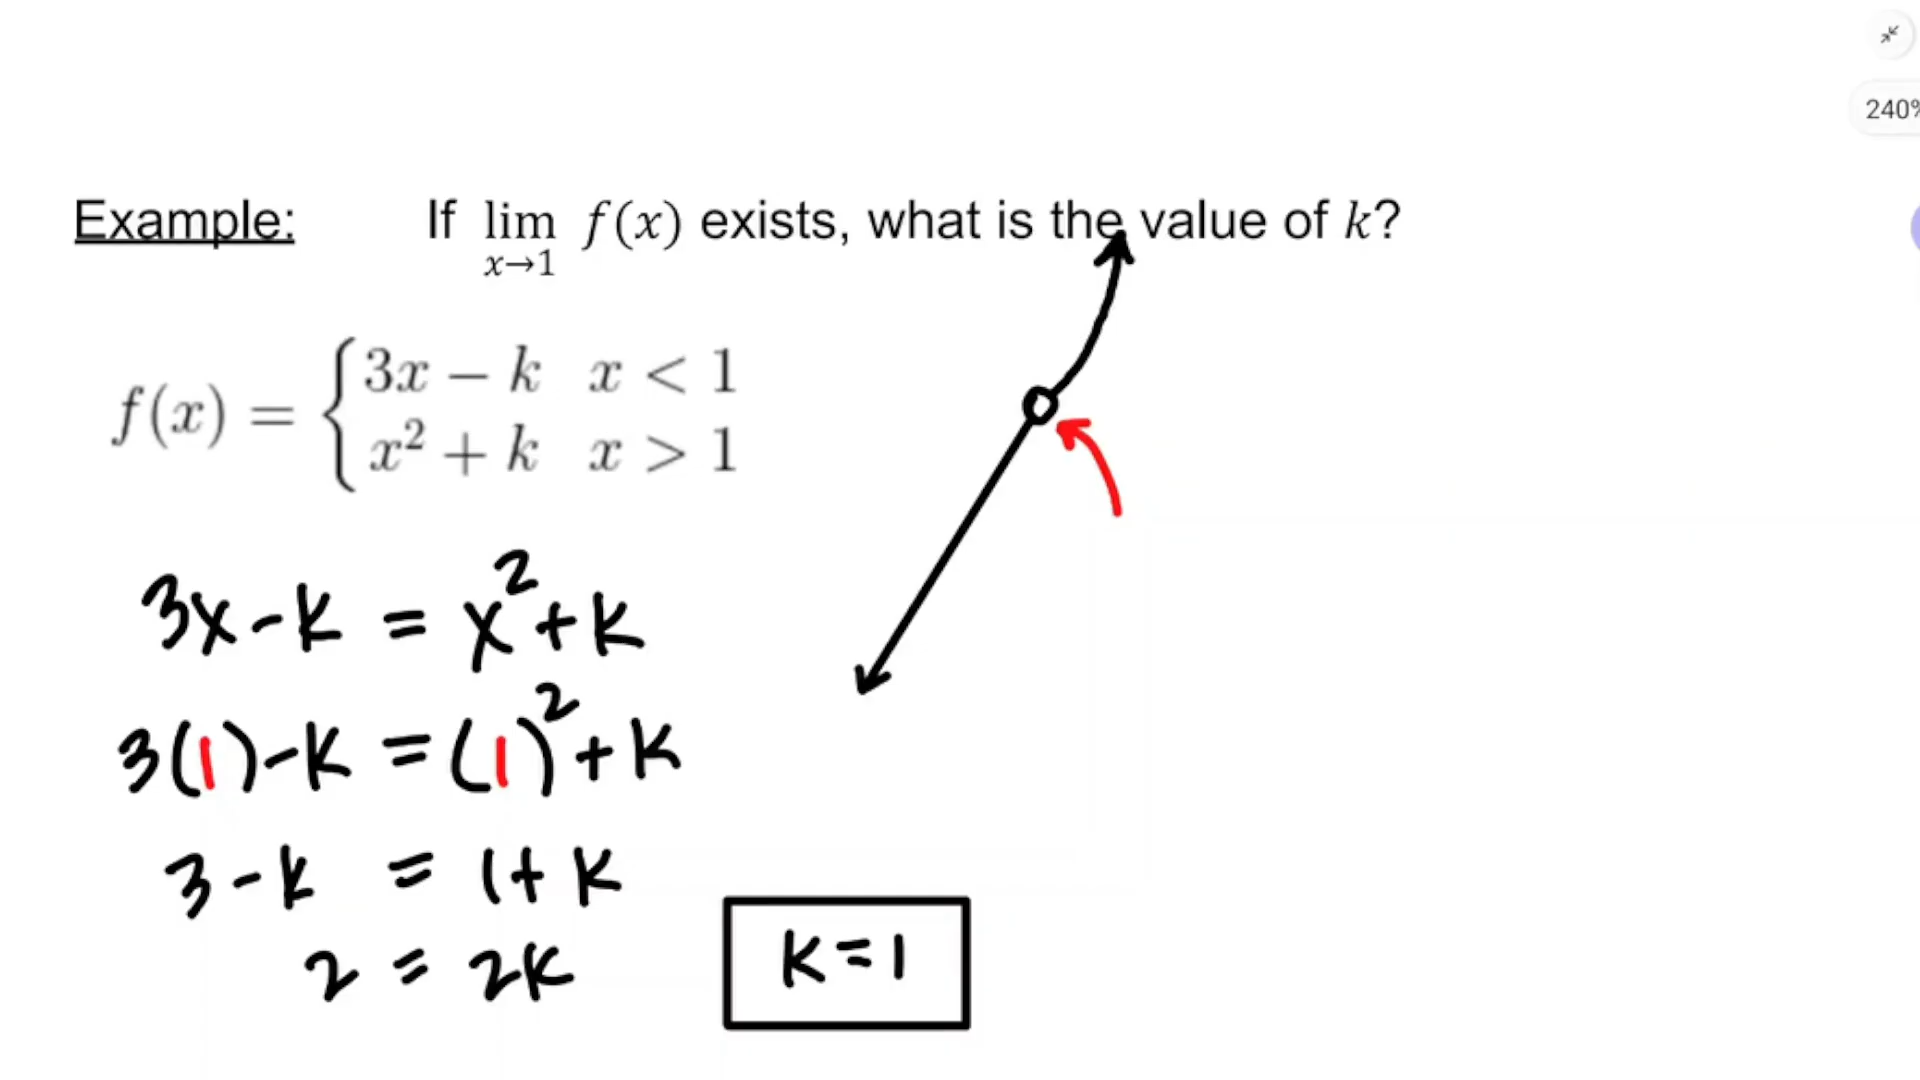 240%
Example: If lim x→1 f(x) exists, what is the value of k?
f(x) = { 3x − k x < 1
x² + k x > 1
3x - k = x² + k
3(1) - k = (1)² + k
3 - k = 1 + k
2 = 2k
k = 1